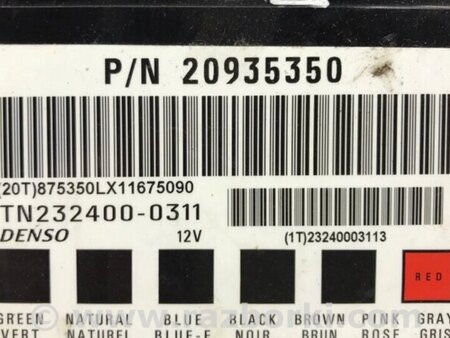 P/N 20935350
(20T)875350LX11675090
TN232400-0311
DENSO 12V
(1T)23240003113
RED
GREEN NATURAL BLUE BLACK BROWN PINK GRAY
VERT NATUREL BLUE-F NOIR BRUN ROSE GRIS